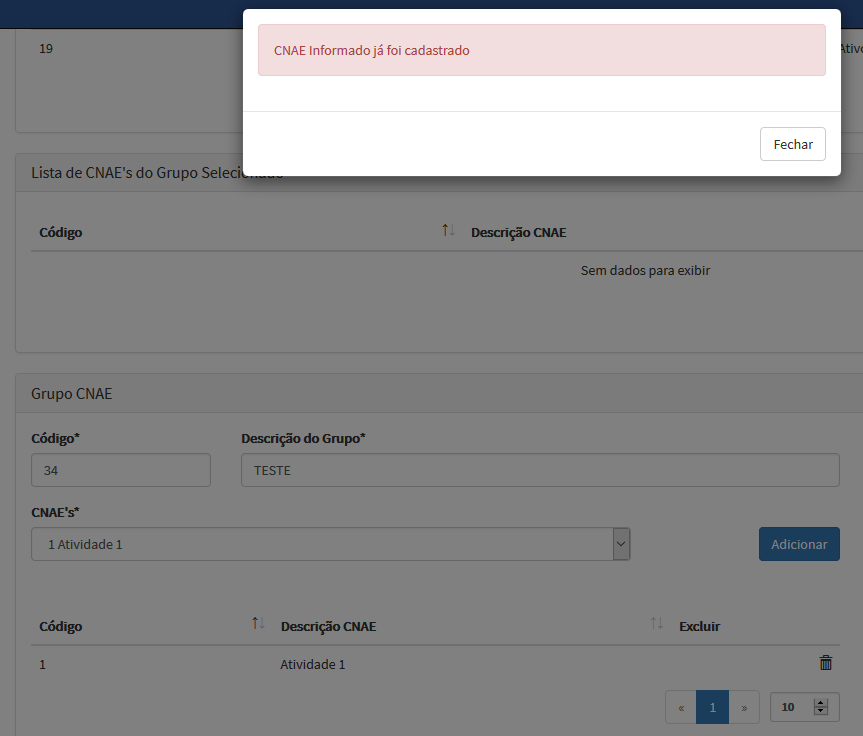 CNAE Informado já foi cadastrado
19
Fechar
Lista de CNAE's do Grupo Selecionado
Código
Descrição CNAE
Sem dados para exibir
Grupo CNAE
Código*
Descrição do Grupo*
34
TESTE
CNAE's*
1 Atividade 1
Adicionar
Código
Descrição CNAE
Excluir
1
Atividade 1
« 1 » 10